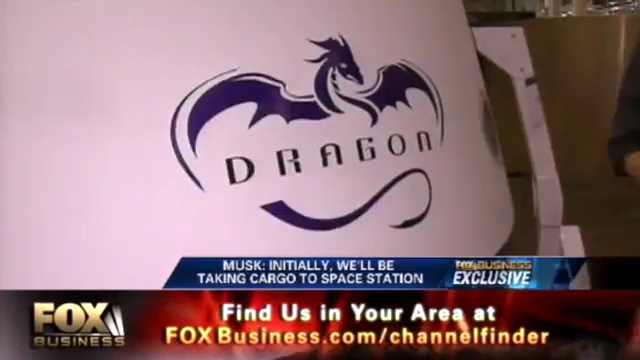 DRAGON
MUSK: INITIALLY, WE'LL BE
TAKING CARGO TO SPACE STATION
FOX BUSINESS
EXCLUSIVE
FOX
BUSINESS
Find Us in Your Area at
FOXBusiness.com/channelfinder